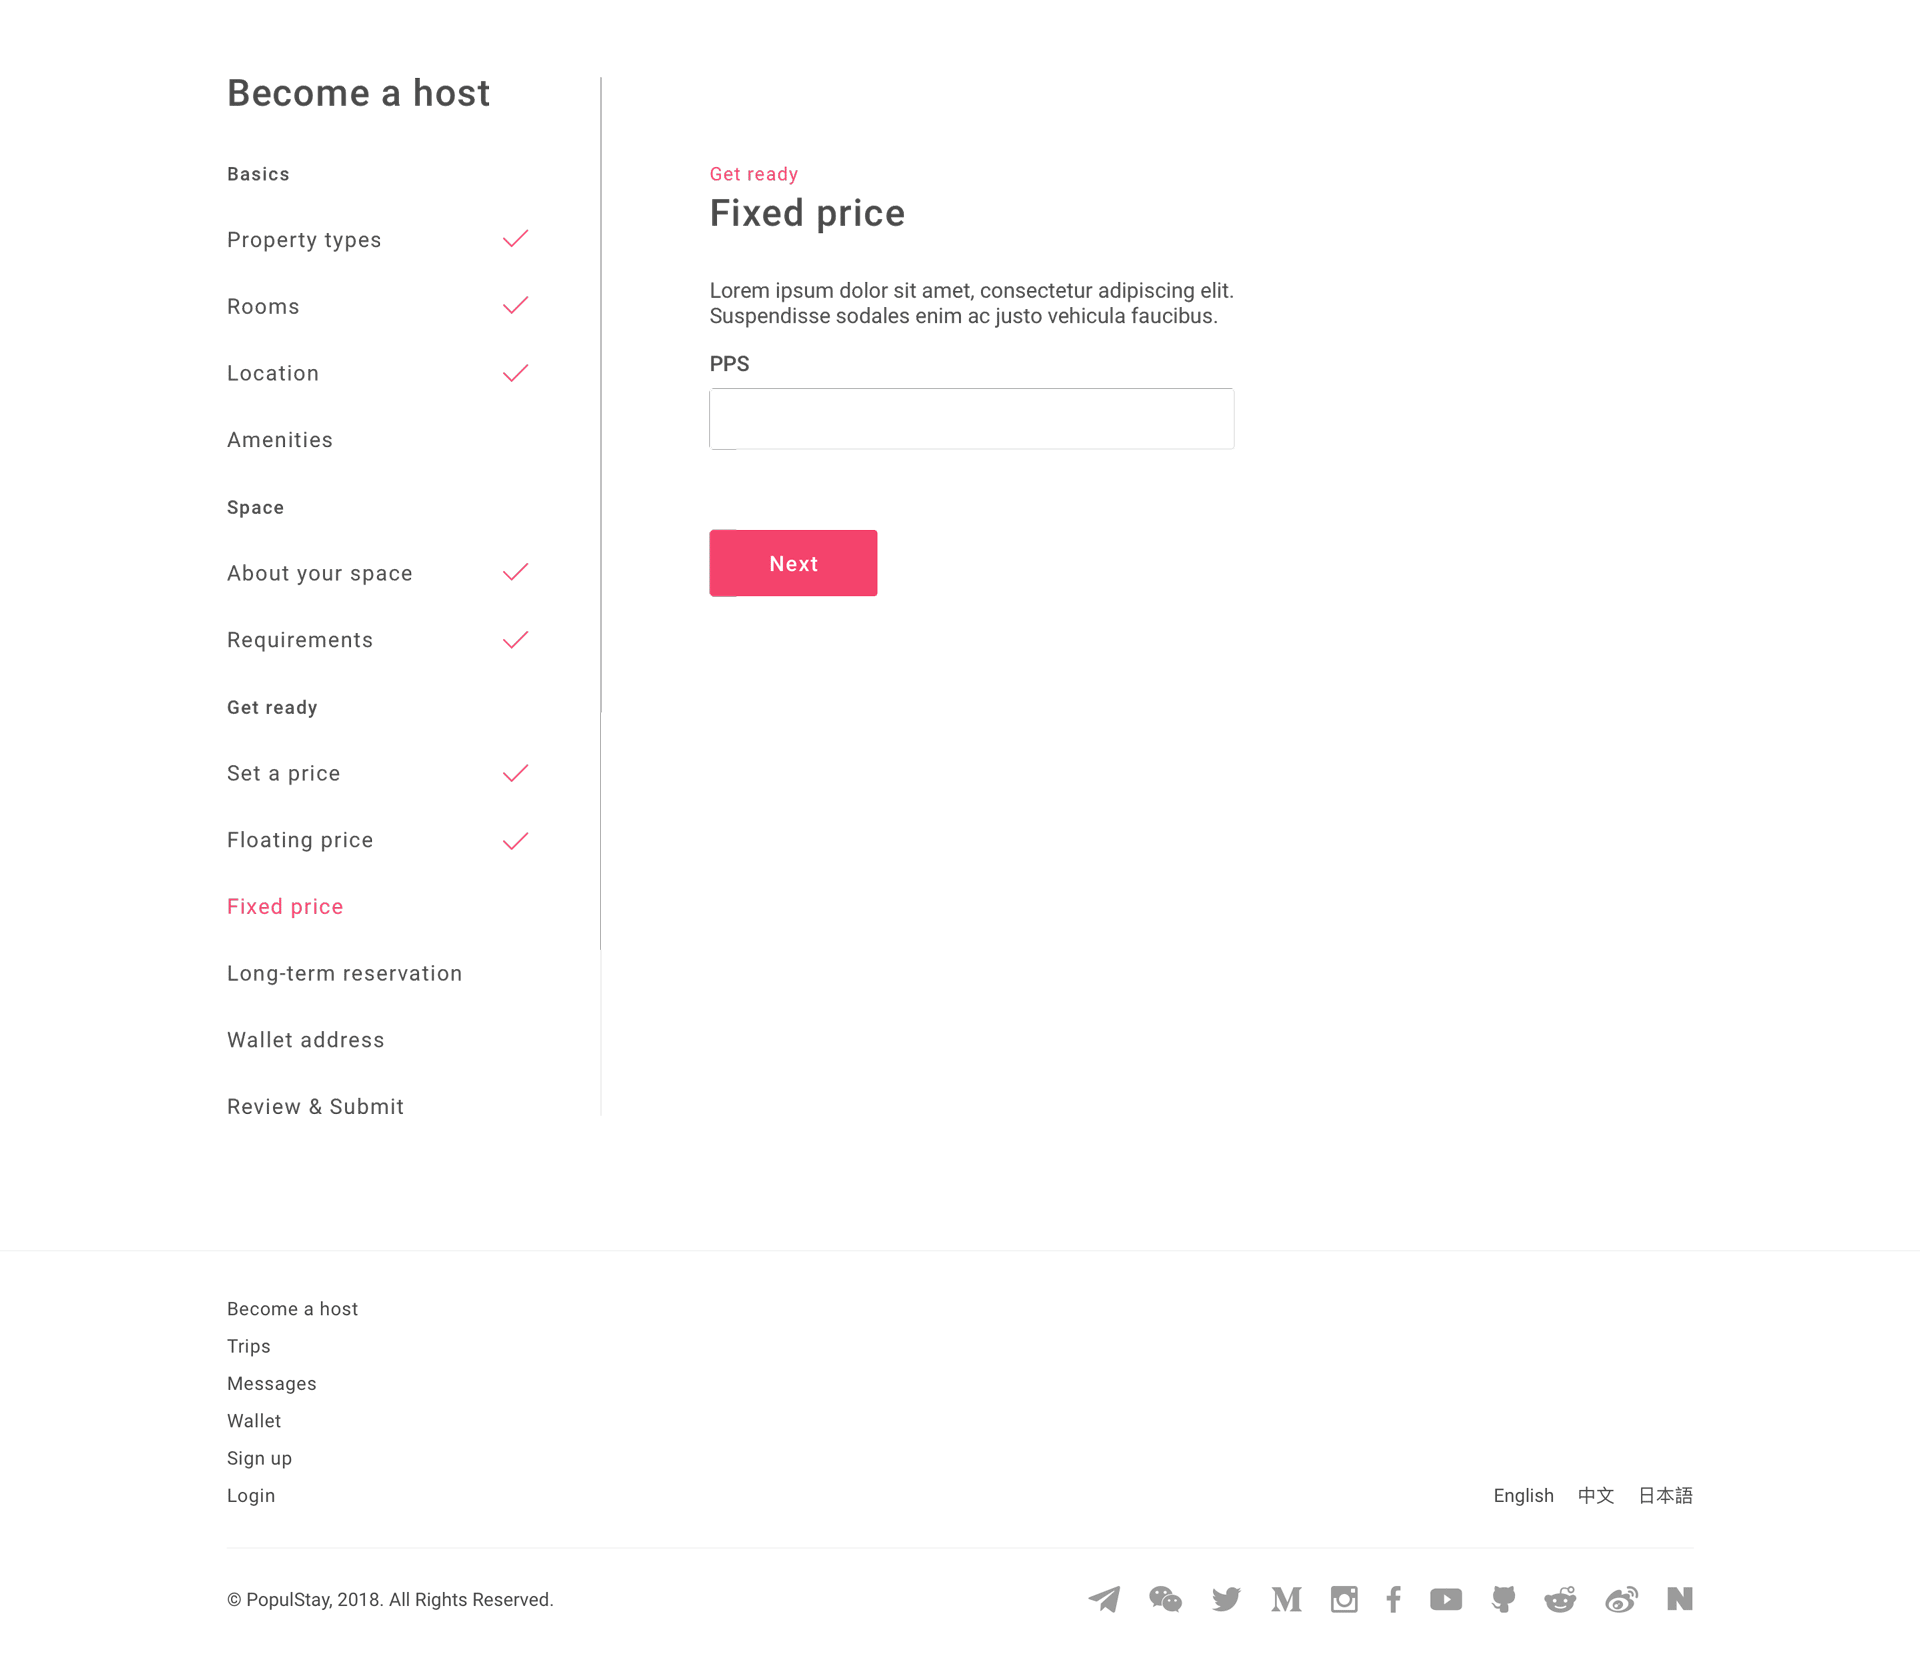 Become a host
Basics
Property types
Rooms
Location
Amenities
Space
About your space
Requirements
Get ready
Set a price
Floating price
Fixed price
Long-term reservation
Wallet address
Review & Submit
Get ready
Fixed price
Lorem ipsum dolor sit amet, consectetur adipiscing elit.
Suspendisse sodales enim ac justo vehicula faucibus.
PPS
Next
Become a host
Trips
Messages
Wallet
Sign up
Login
English 中文 日本語
© PopulStay, 2018. All Rights Reserved.